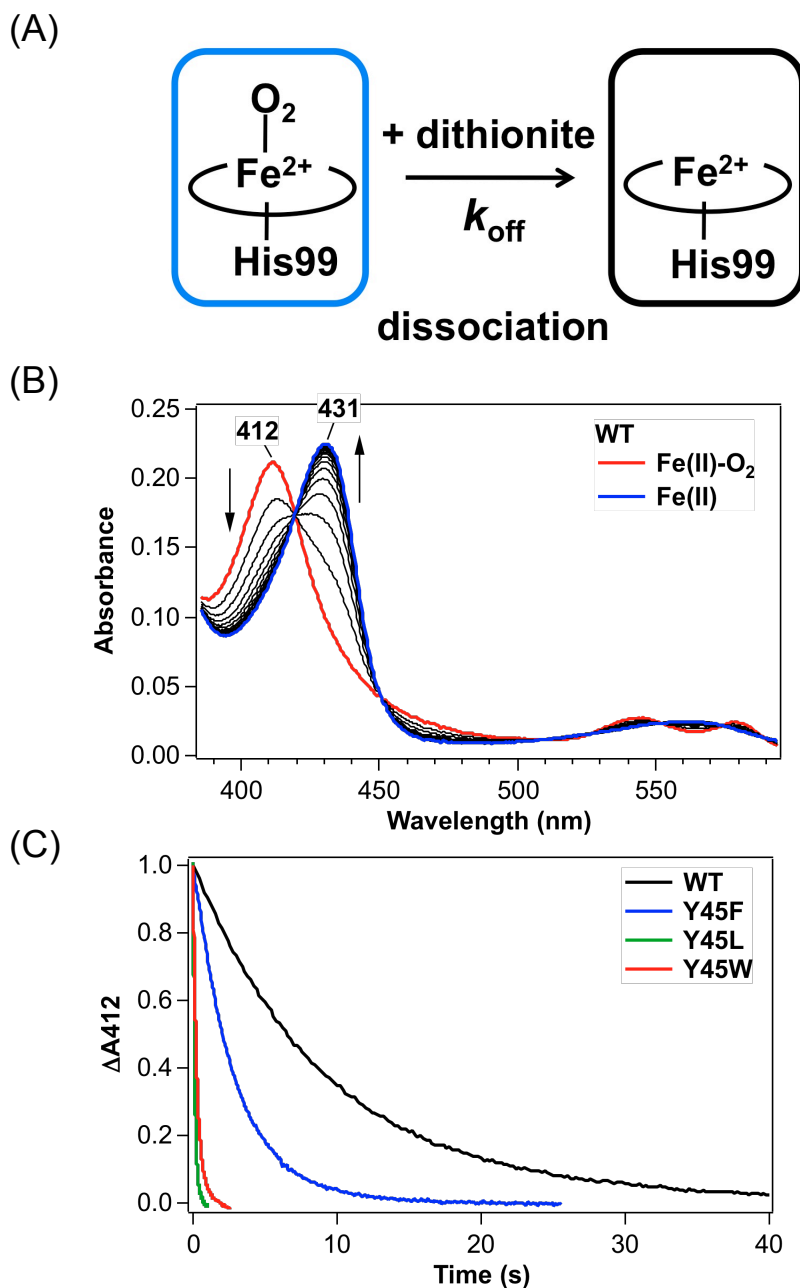 (A)
O2
Fe2+
His99
+ dithionite
koff
dissociation
Fe2+
His99
(B)
0.25
0.20
0.15
0.10
0.05
0.00
Absorbance
412
431
WT
Fe(II)-O2
Fe(II)
400
450
500
550
Wavelength (nm)
(C)
1.0
0.8
0.6
0.4
0.2
0.0
ΔA412
WT
Y45F
Y45L
Y45W
0
10
20
30
40
Time (s)